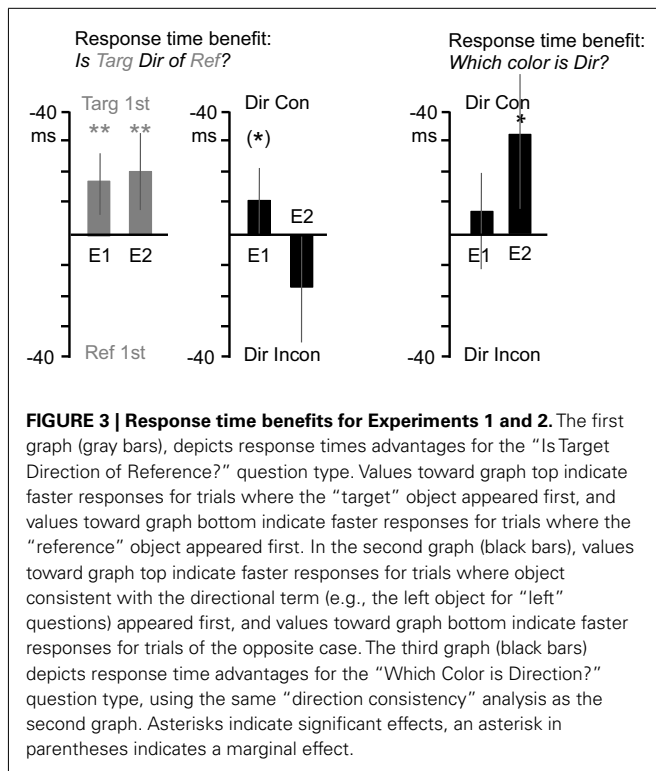 Response time benefit:
Is Targ Dir of Ref?
Response time benefit:
Which color is Dir?
-40
ms
Targ 1st
** **
E1 E2
Ref 1st
-40
-40
ms
Dir Con
(*)
E2
E1
Dir Incon
-40
-40
ms
Dir Con
*
E1
E2
Dir Incon
-40
FIGURE 3 | Response time benefits for Experiments 1 and 2. The first
graph (gray bars), depicts response times advantages for the “Is Target
Direction of Reference?” question type. Values toward graph top indicate
faster responses for trials where the “target” object appeared first, and
values toward graph bottom indicate faster responses for trials where the
“reference” object appeared first. In the second graph (black bars), values
toward graph top indicate faster responses for trials where object
consistent with the directional term (e.g., the left object for “left”
questions) appeared first, and values toward graph bottom indicate faster
responses for trials of the opposite case. The third graph (black bars)
depicts response time advantages for the “Which Color is Direction?”
question type, using the same “direction consistency” analysis as the
second graph. Asterisks indicate significant effects, an asterisk in
parentheses indicates a marginal effect.